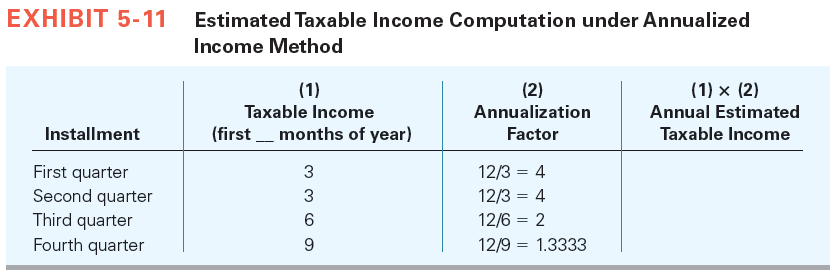 EXHIBIT 5-11 Estimated Taxable Income Computation under Annualized
Income Method
(1) (2) (1) × (2)
Taxable Income Annualization Annual Estimated
Installment (first __ months of year) Factor Taxable Income
First quarter 3 12/3 = 4
Second quarter 3 12/3 = 4
Third quarter 6 12/6 = 2
Fourth quarter 9 12/9 = 1.3333